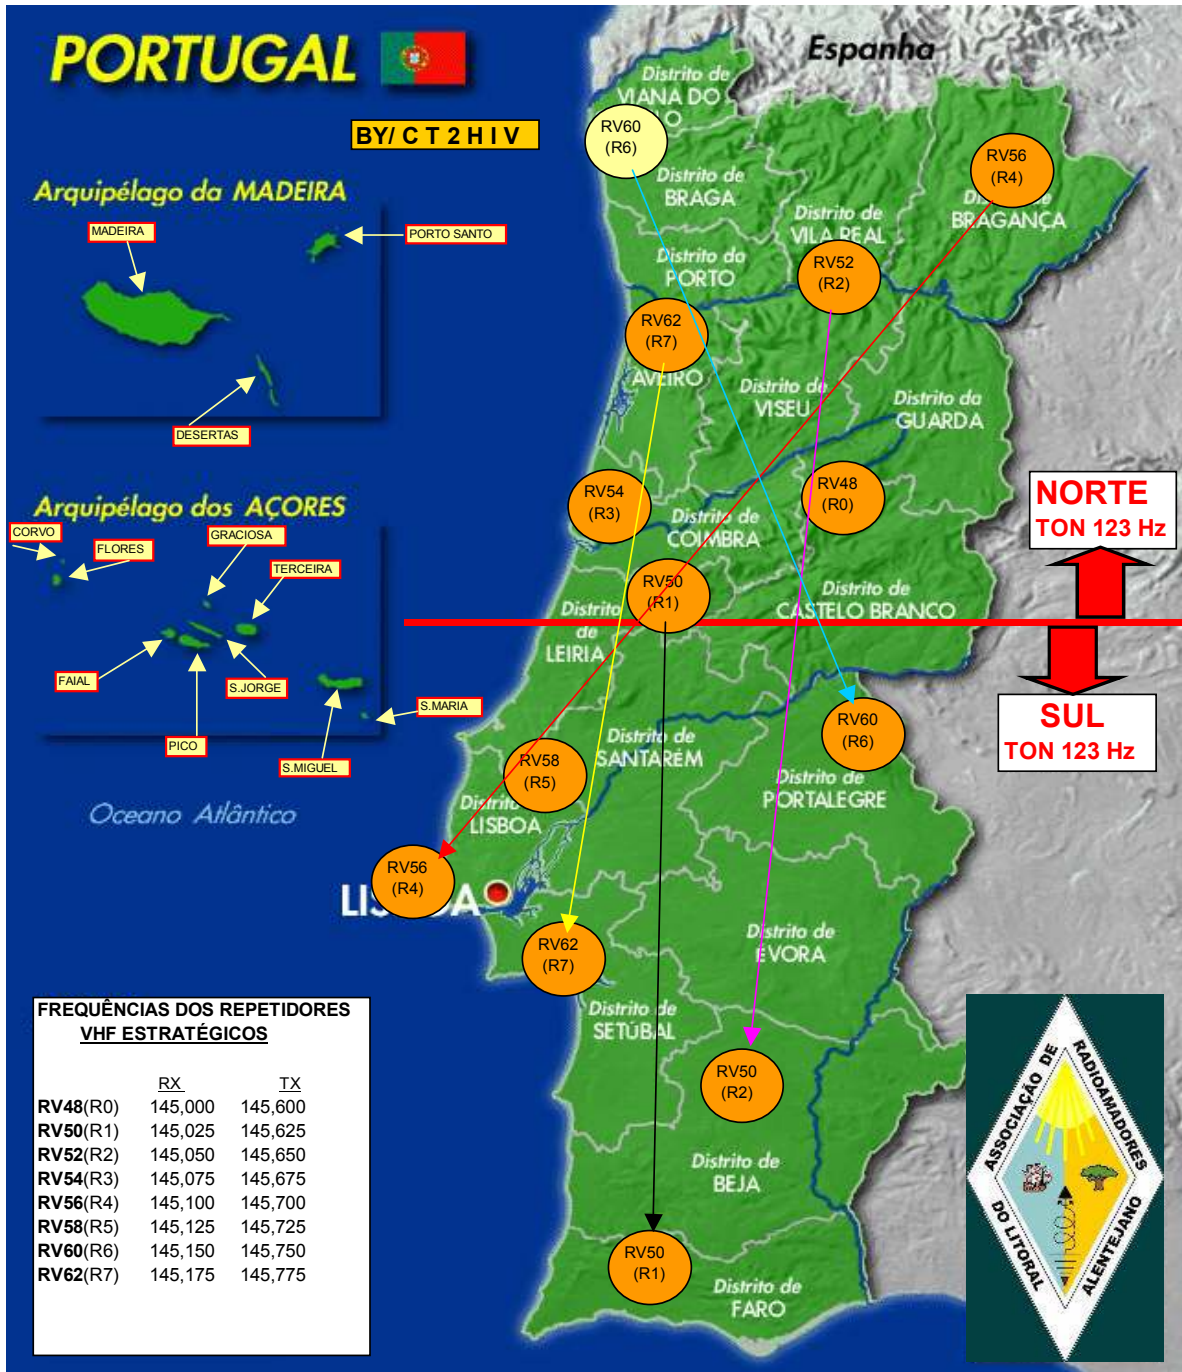 PORTUGAL
BY/ C T 2 H I V
Espanha
Distrito de
VIANA DO
LO
RV60
(R6)
Distrito de
BRAGA
Distrito de
VILA REAL
RV56
(R4)
BRAGANÇA
Distrito do
PORTO
RV52
(R2)
RV62
(R7)
AVEIRO
Distrito de
VISEU
Distrito da
GUARDA
RV54
(R3)
RV48
(R0)
Distrito de
COIMBRA
RV50
(R1)
Distrito de
CASTELO BRANCO
Distrito
de
LEIRIA
NORTE
TON 123 Hz
SUL
TON 123 Hz
Arquipélago da MADEIRA
MADEIRA
PORTO SANTO
DESERTAS
Arquipélago dos AÇORES
CORVO
FLORES
GRACIOSA
TERCEIRA
FAIAL
S.JORGE
PICO
S.MIGUEL
S.MARIA
Oceano Atlântico
RV60
(R6)
Distrito de
SANTARÉM
RV58
(R5)
Distrito de
PORTALEGRE
LISBOA
RV56
(R4)
RV62
(R7)
Distrito de
EVORA
Distrito de
SETÚBAL
RV50
(R2)
Distrito de
BEJA
RV50
(R1)
Distrito de
FARO
FREQUÊNCIAS DOS REPETIDORES
VHF ESTRATÉGICOS
RX TX
RV48(R0) 145,000 145,600
RV50(R1) 145,025 145,625
RV52(R2) 145,050 145,650
RV54(R3) 145,075 145,675
RV56(R4) 145,100 145,700
RV58(R5) 145,125 145,725
RV60(R6) 145,150 145,750
RV62(R7) 145,175 145,775
ASSOCIAÇÃO DE
RADIOAMADORES
DO LITORAL
ALENTEJANO